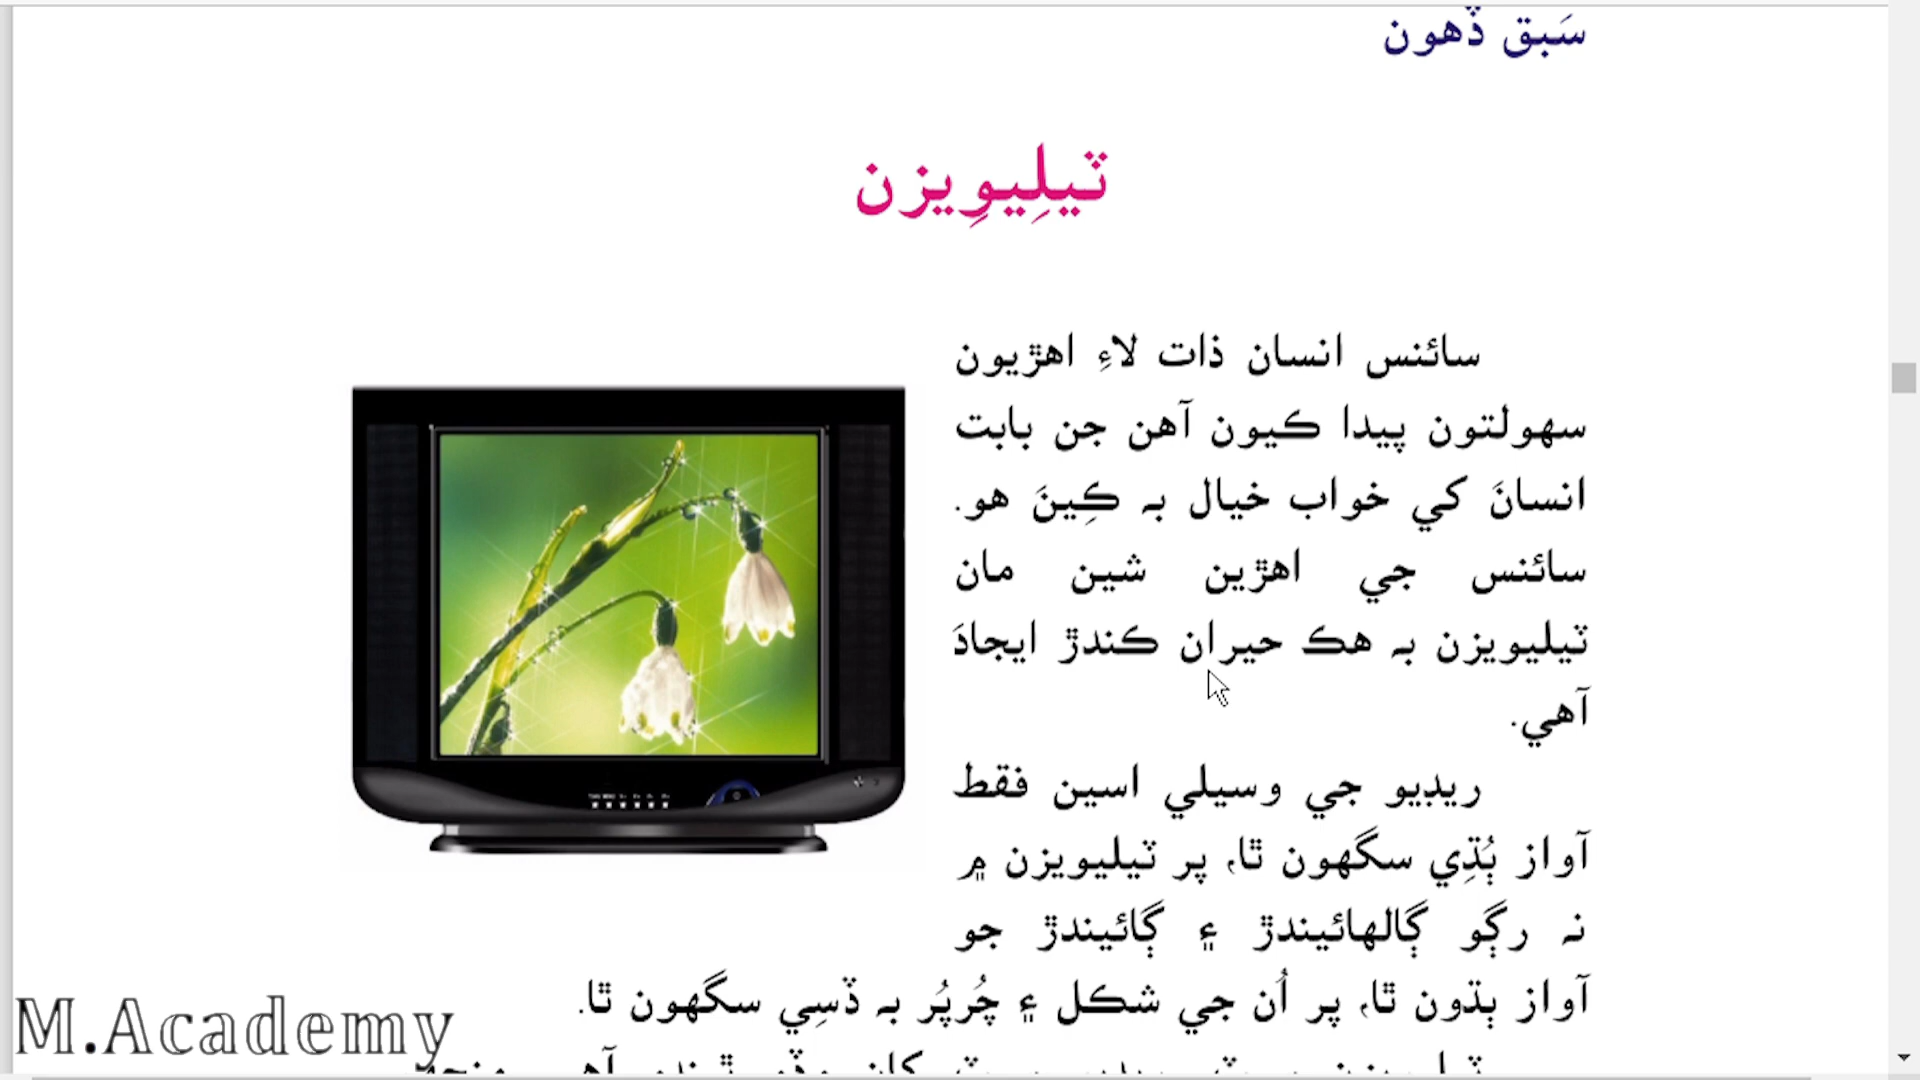 سَبق ڏهون
ٽيلِيوِيزن
سائنس انسان ذات لاءِ اهڙيون
سهولتون پيدا ڪيون آهن جن بابت
انسانَ کي خواب خيال بہ ڪِينَ هو.
سائنس جي اهڙين شين مان
ٽيليويزن بہ هڪ حيران ڪندڙ ايجادَ
آهي.
ريڊيو جي وسيلي اسين فقط
آواز ٻُڌِي سگهون ٿا، پر ٽيليويزن ۾
نہ رڳو ڳالهائيندڙ ۽ ڳائيندڙ جو
آواز ٻڌون ٿا، پر اُن جي شڪل ۽ چُرپُر بہ ڏسِي سگهون ٿا.
M.Academy